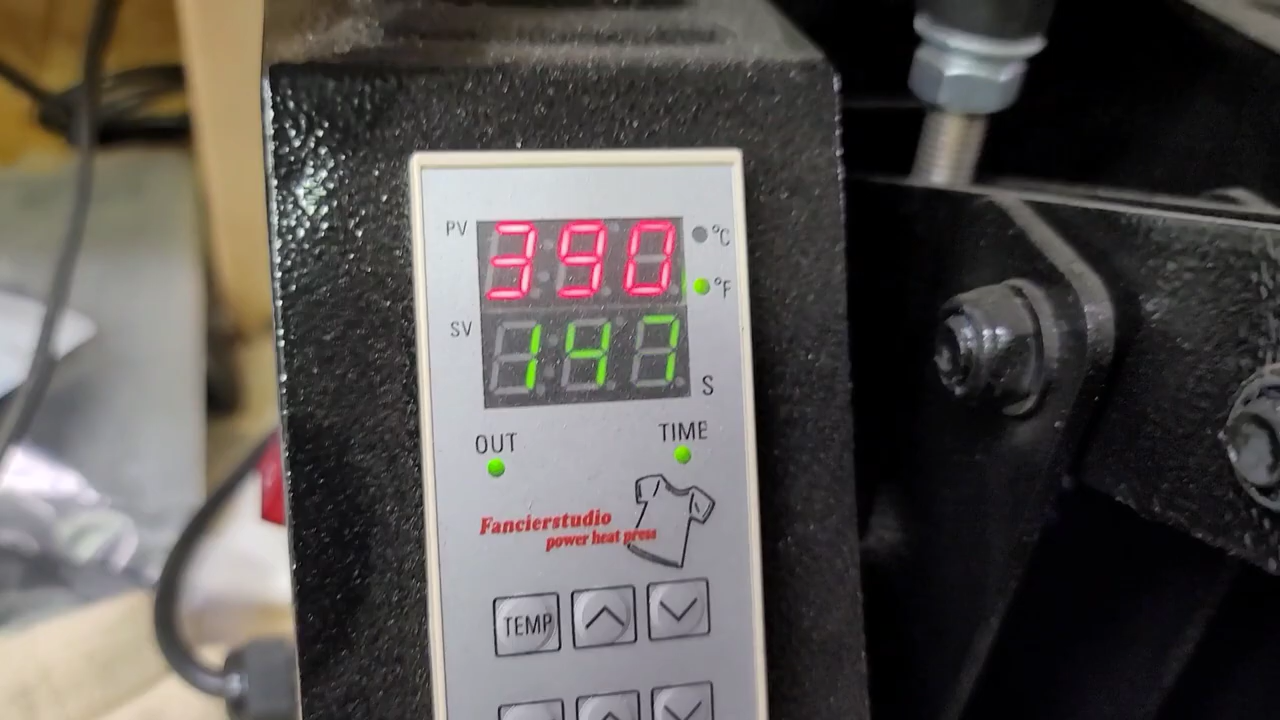 PV 390 °C
°F
SV 147 S
OUT TIME
Fancierstudio
power heat press
TEMP